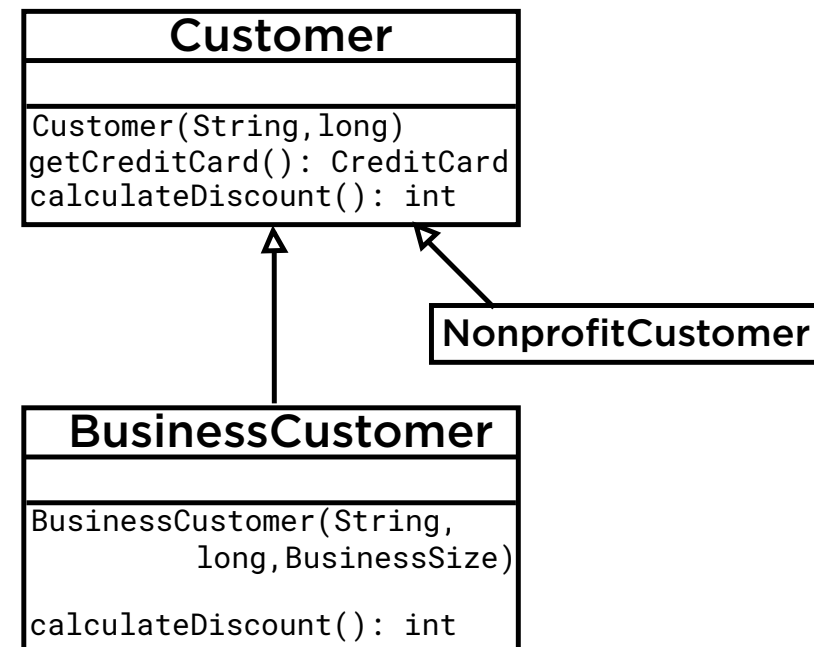 Customer
Customer(String,long)
getCreditCard(): CreditCard
calculateDiscount(): int
NonprofitCustomer
BusinessCustomer
BusinessCustomer(String,
long,BusinessSize)
calculateDiscount(): int